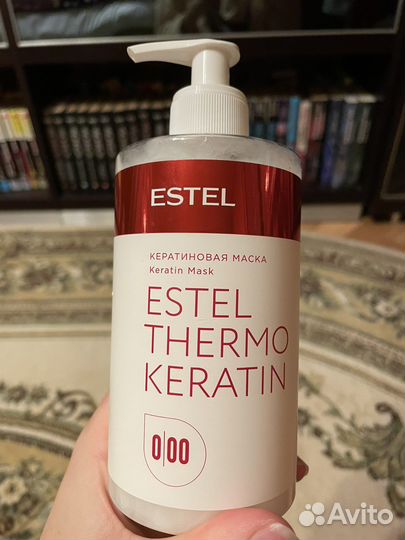 ESTEL
КЕРАТИНОВАЯ МАСКА
Keratin Mask
ESTEL
THERMO
KERATIN
0|00
Avito